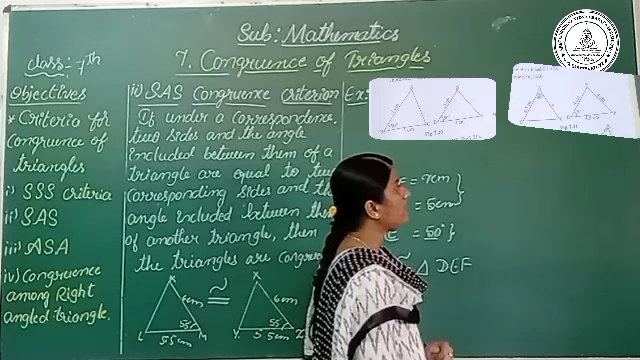 Sub: Mathematics
class:- 7th
7. Congruence of Triangles
Objectives
* Criteria for
congruence of
triangles
i) SSS criteria
ii) SAS
iii) ASA
iv) Congruence
among Right
angled triangle.
ii) SAS Congruence criterion
If under a correspondence,
two sides and the angle
included between them of a
triangle are equal to two
corresponding sides and the
angle included between them
of another triangle, then
the triangles are congruent
X
6cm
≅
X
6cm
L
55
M
Y
55
Z
5.5cm
5.5cm
Ex:
= 7cm
= 5cm
= 50°
≅ Δ DEF